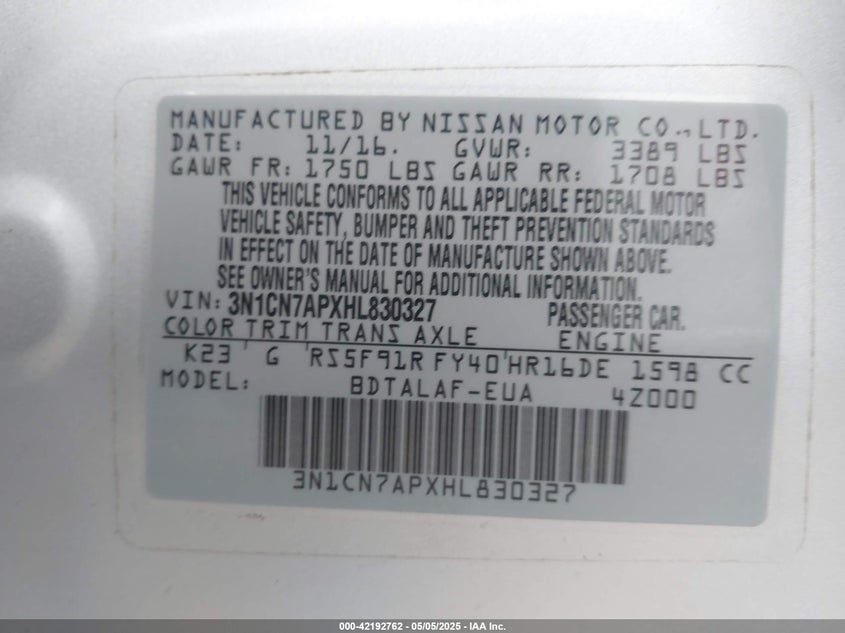 MANUFACTURED BY NISSAN MOTOR CO., LTD.
DATE: 11/16. GVWR: 3389 LBS
GAWR FR: 1750 LBS GAWR RR: 1708 LBS
THIS VEHICLE CONFORMS TO ALL APPLICABLE FEDERAL MOTOR
VEHICLE SAFETY, BUMPER AND THEFT PREVENTION STANDARDS
IN EFFECT ON THE DATE OF MANUFACTURE SHOWN ABOVE.
SEE OWNER'S MANUAL FOR ADDITIONAL INFORMATION.
VIN: 3N1CN7APXHL830327 PASSENGER CAR.
COLOR TRIM TRANS AXLE ENGINE
K23 G RS5F91R FY40 HR16DE 1598 CC
MODEL: BDTALAF-EUA 4Z000
3N1CN7APXHL830327
000-42192762 - 05/05/2025 - IAA Inc.